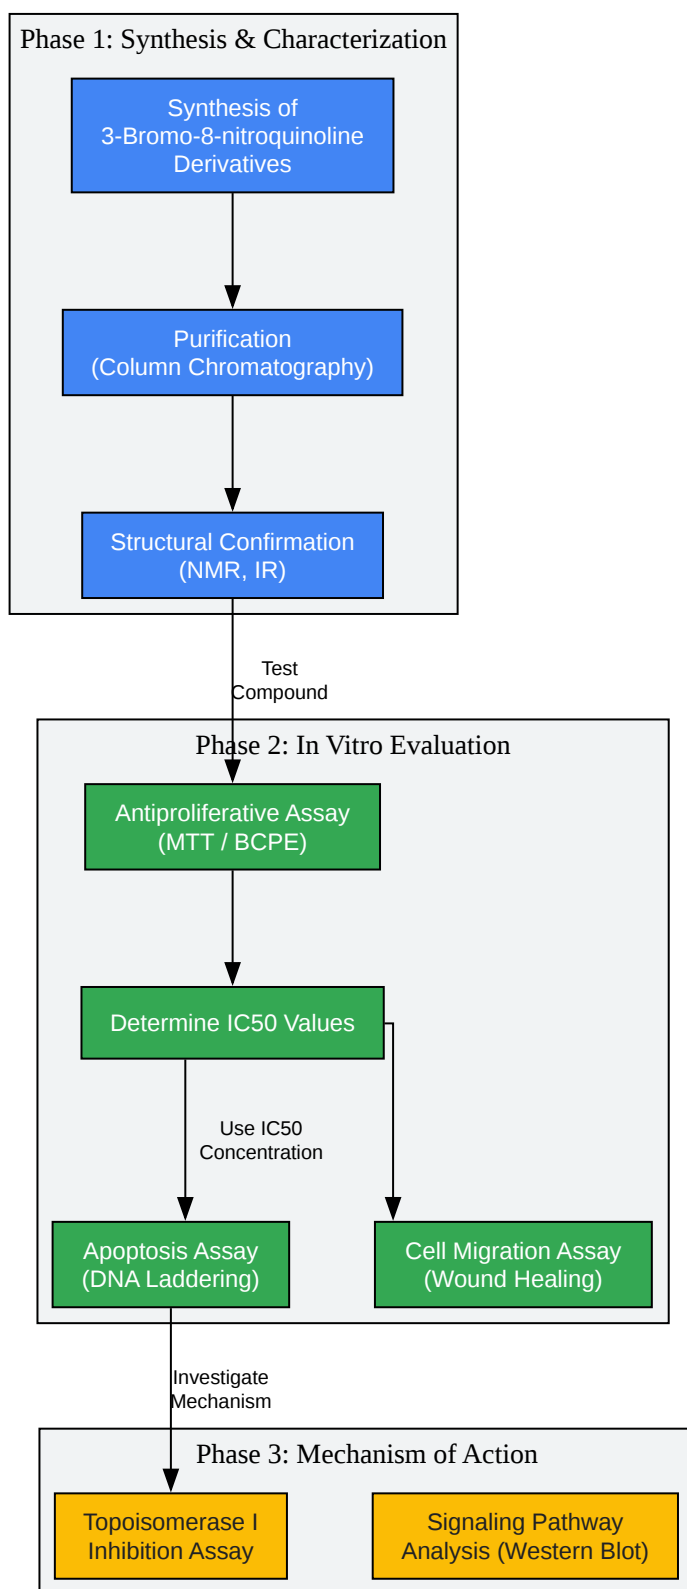 Phase 1: Synthesis & Characterization
Synthesis of
3-Bromo-8-nitroquinoline
Derivatives
Purification
(Column Chromatography)
Structural Confirmation
(NMR, IR)
Test
Compound
Phase 2: In Vitro Evaluation
Antiproliferative Assay
(MTT / BCPE)
Determine IC50 Values
Use IC50
Concentration
Apoptosis Assay
(DNA Laddering)
Cell Migration Assay
(Wound Healing)
Investigate
Mechanism
Phase 3: Mechanism of Action
Topoisomerase I
Inhibition Assay
Signaling Pathway
Analysis (Western Blot)